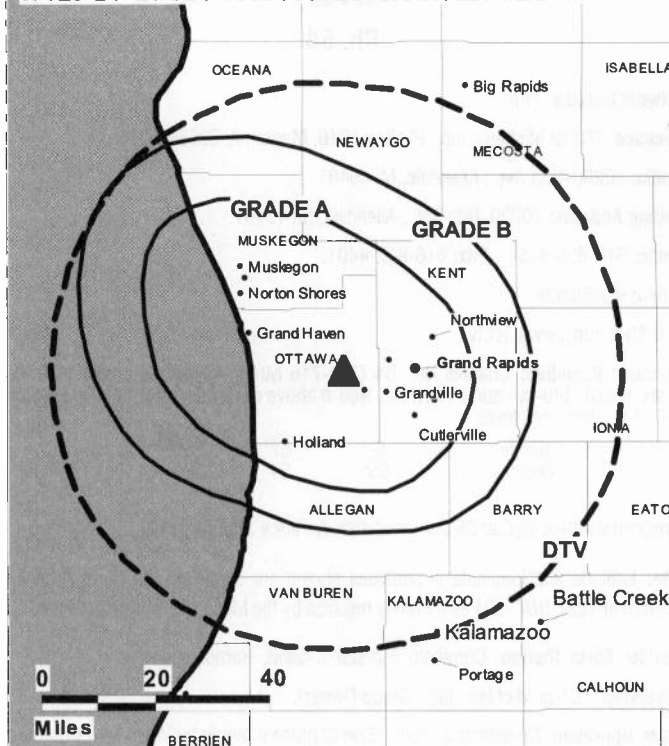 OCEANA
ISABELLA
Big Rapids
NEWAYGO
MECOSTA
GRADE A
GRADE B
MUSKEGON
KENT
Muskegon
Norton Shores
Northview
Grand Haven
OTTAWA
Grand Rapids
Grandville
IONIA
Holland
Cutlerville
ALLEGAN
BARRY
EATO
DTV
VAN BUREN
KALAMAZOO
Battle Creek
Kalamazoo
Portage
0 20 40
CALHOUN
Miles
BERRIEN